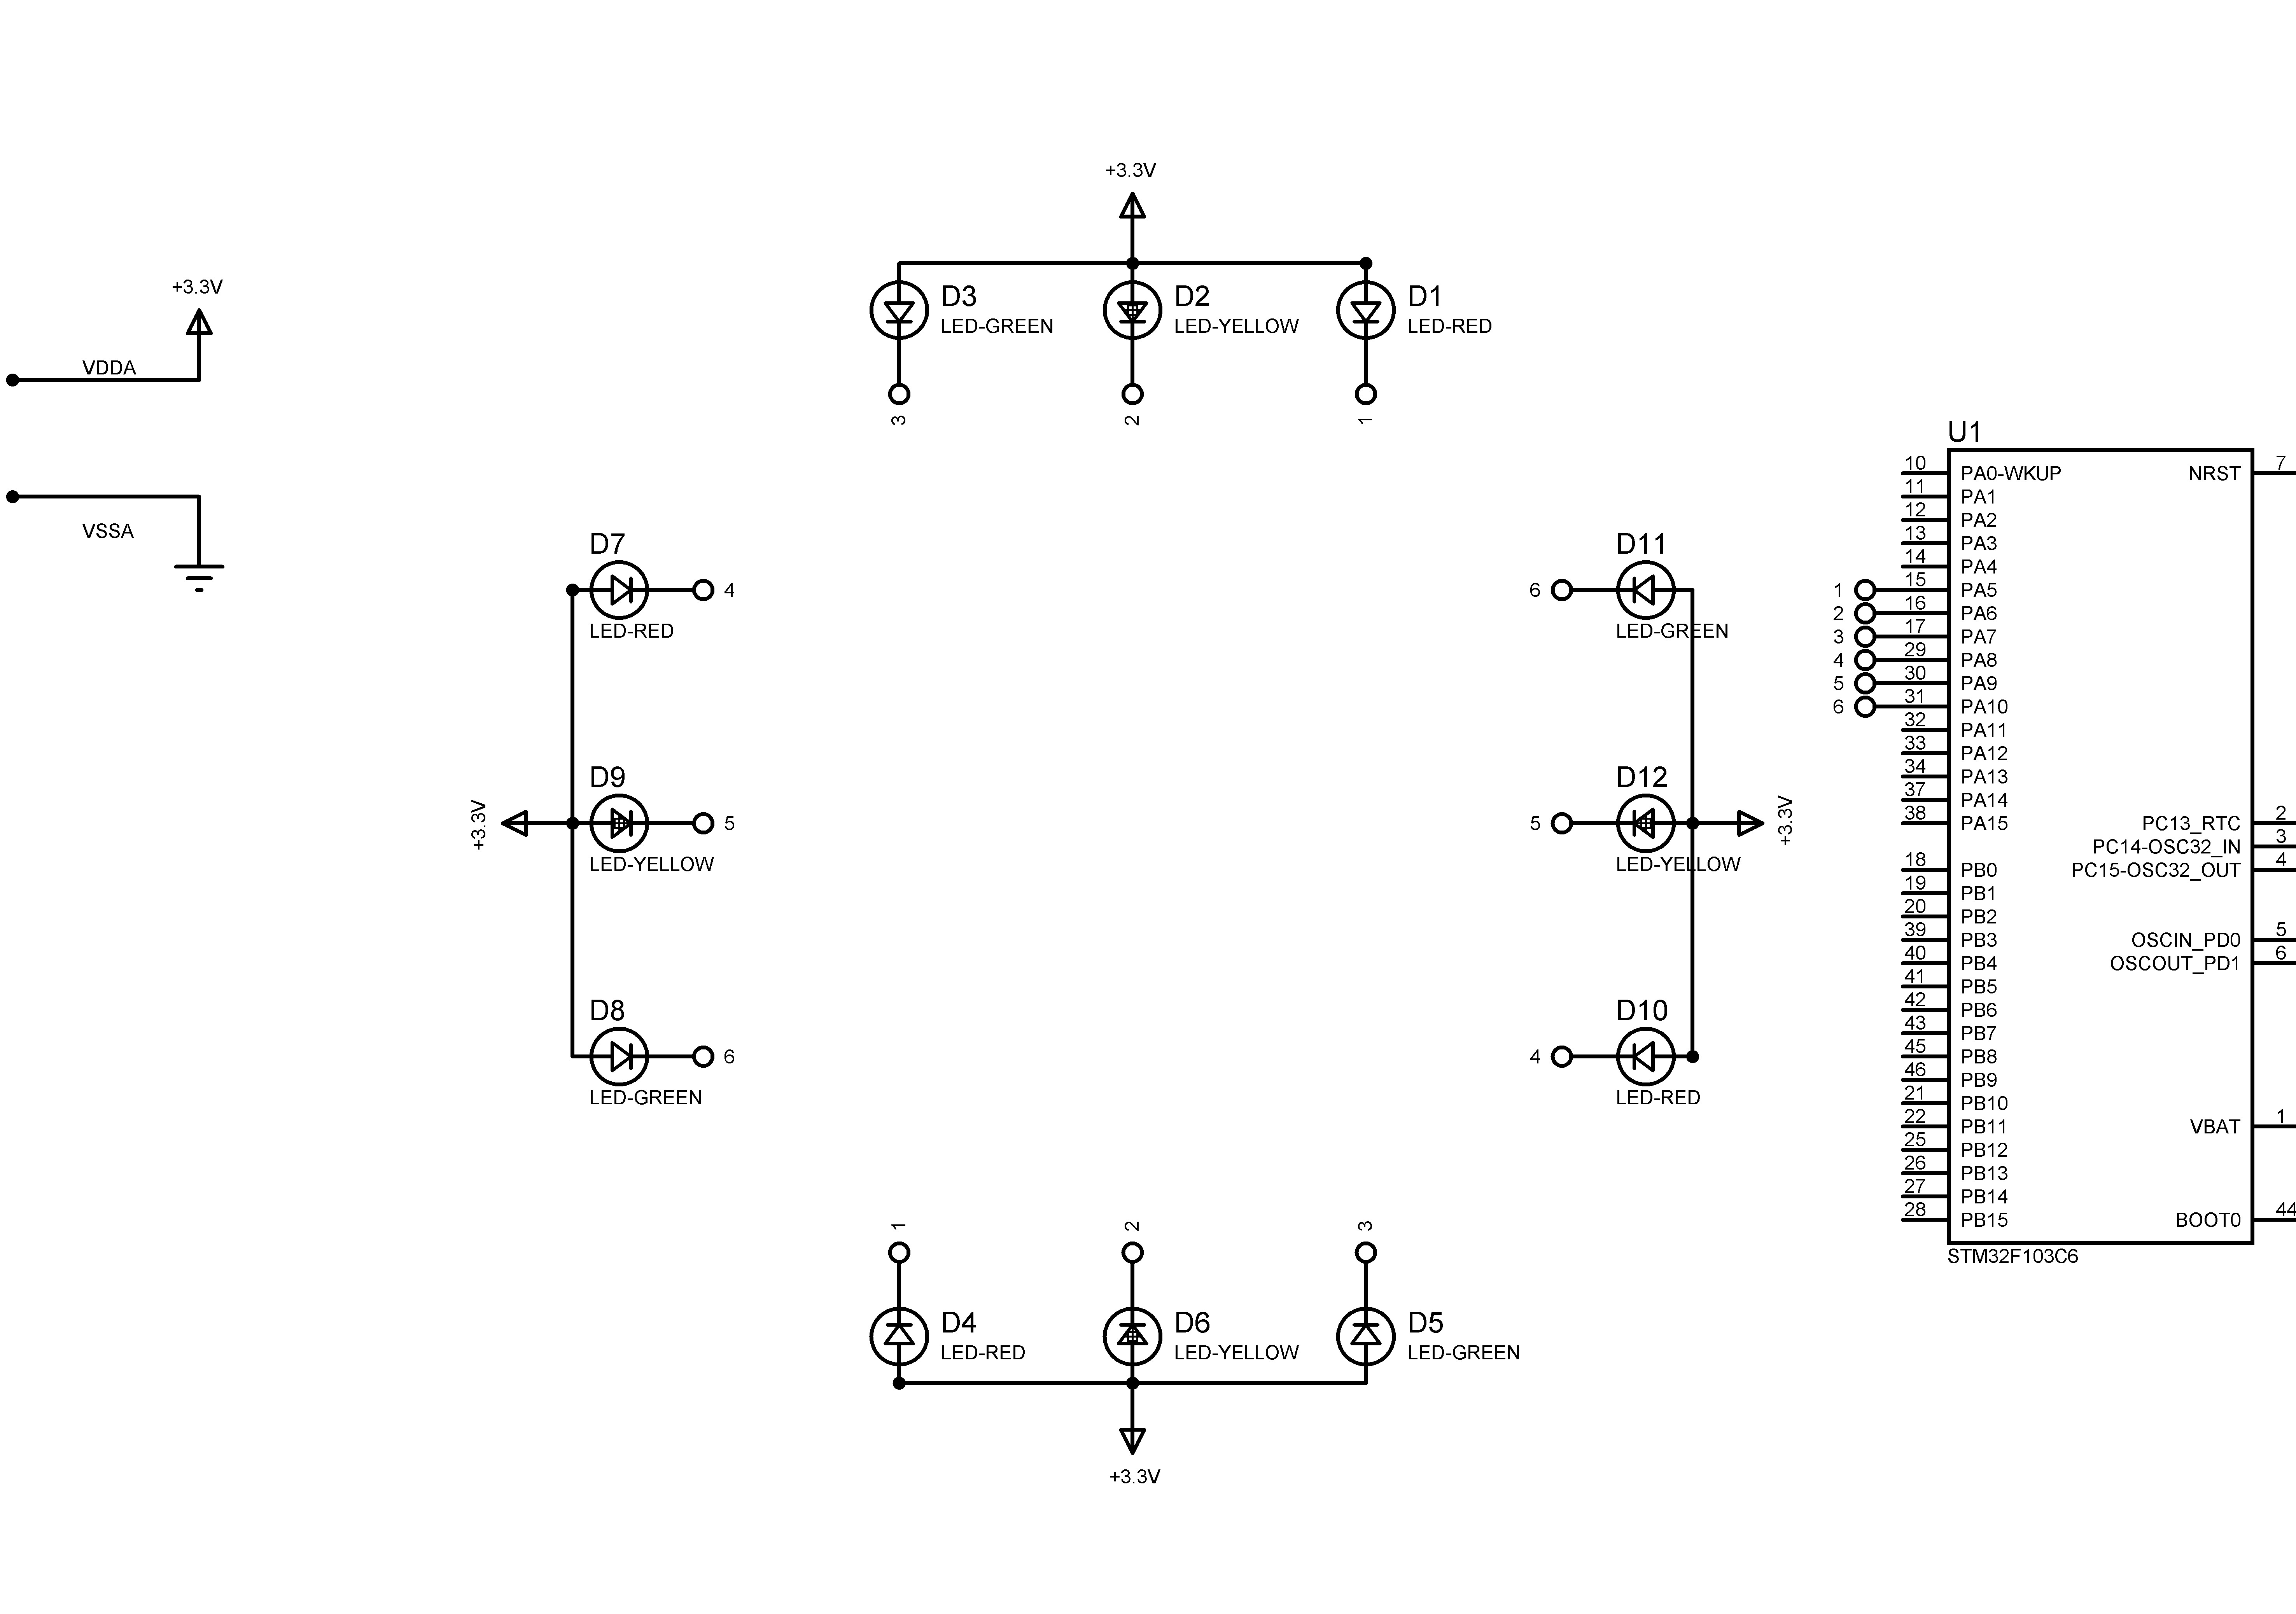 +3.3V
+3.3V
VDDA
VSSA
D3
LED-GREEN
D2
LED-YELLOW
D1
LED-RED
3
2
1
D7
LED-RED
4
D9
LED-YELLOW
5
+3.3V
D8
LED-GREEN
6
D11
LED-GREEN
6
D12
LED-YELLOW
5
+3.3V
D10
LED-RED
4
1
2
3
D4
LED-RED
D6
LED-YELLOW
D5
LED-GREEN
+3.3V
U1
10 PA0-WKUP
11 PA1
12 PA2
13 PA3
14 PA4
1 15 PA5
2 16 PA6
3 17 PA7
4 29 PA8
5 30 PA9
6 31 PA10
32 PA11
33 PA12
34 PA13
37 PA14
38 PA15
18 PB0
19 PB1
20 PB2
39 PB3
40 PB4
41 PB5
42 PB6
43 PB7
45 PB8
46 PB9
21 PB10
22 PB11
25 PB12
26 PB13
27 PB14
28 PB15
NRST 7
PC13_RTC 2
PC14-OSC32_IN 3
PC15-OSC32_OUT 4
OSCIN_PD0 5
OSCOUT_PD1 6
VBAT 1
BOOT0 44
STM32F103C6